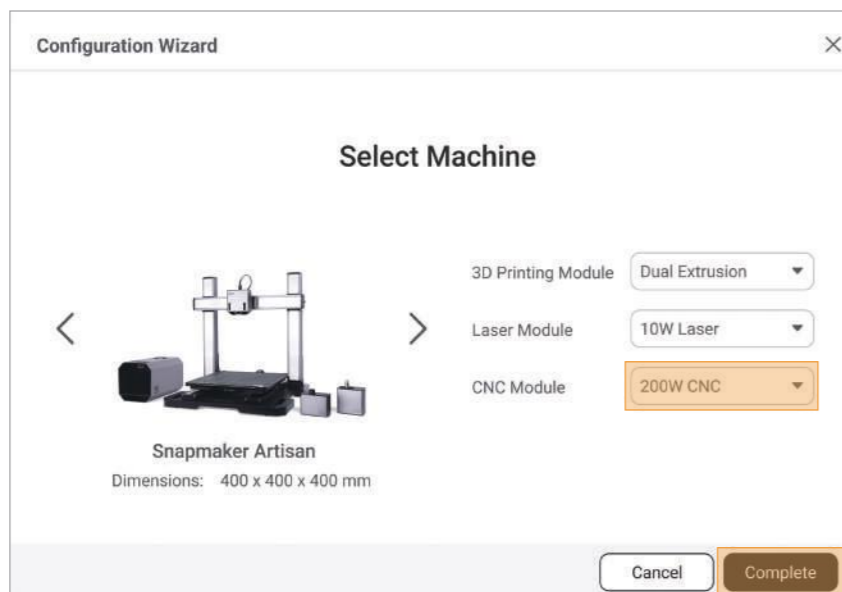 Configuration Wizard
Select Machine
3D Printing Module Dual Extrusion
Laser Module 10W Laser
CNC Module 200W CNC
Snapmaker Artisan
Dimensions: 400 x 400 x 400 mm
Cancel Complete